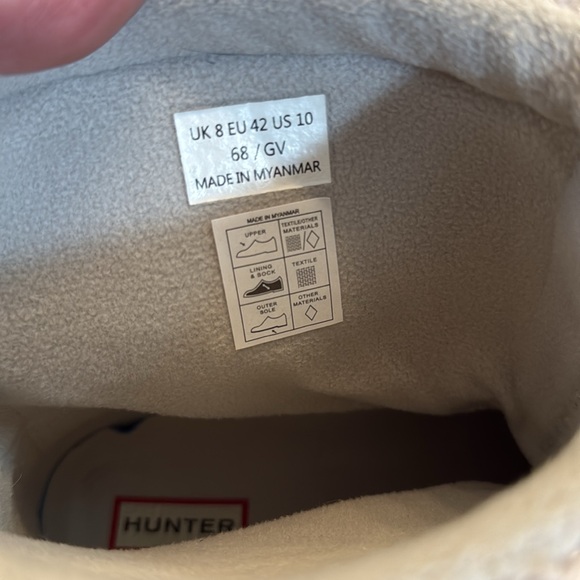 UK 8 EU 42 US 10
68 / GV
MADE IN MYANMAR
MADE IN MYANMAR
UPPER
TEXTILE/OTHER
MATERIALS
LINING
& SOCK
TEXTILE
OUTER
SOLE
OTHER
MATERIALS
HUNTER